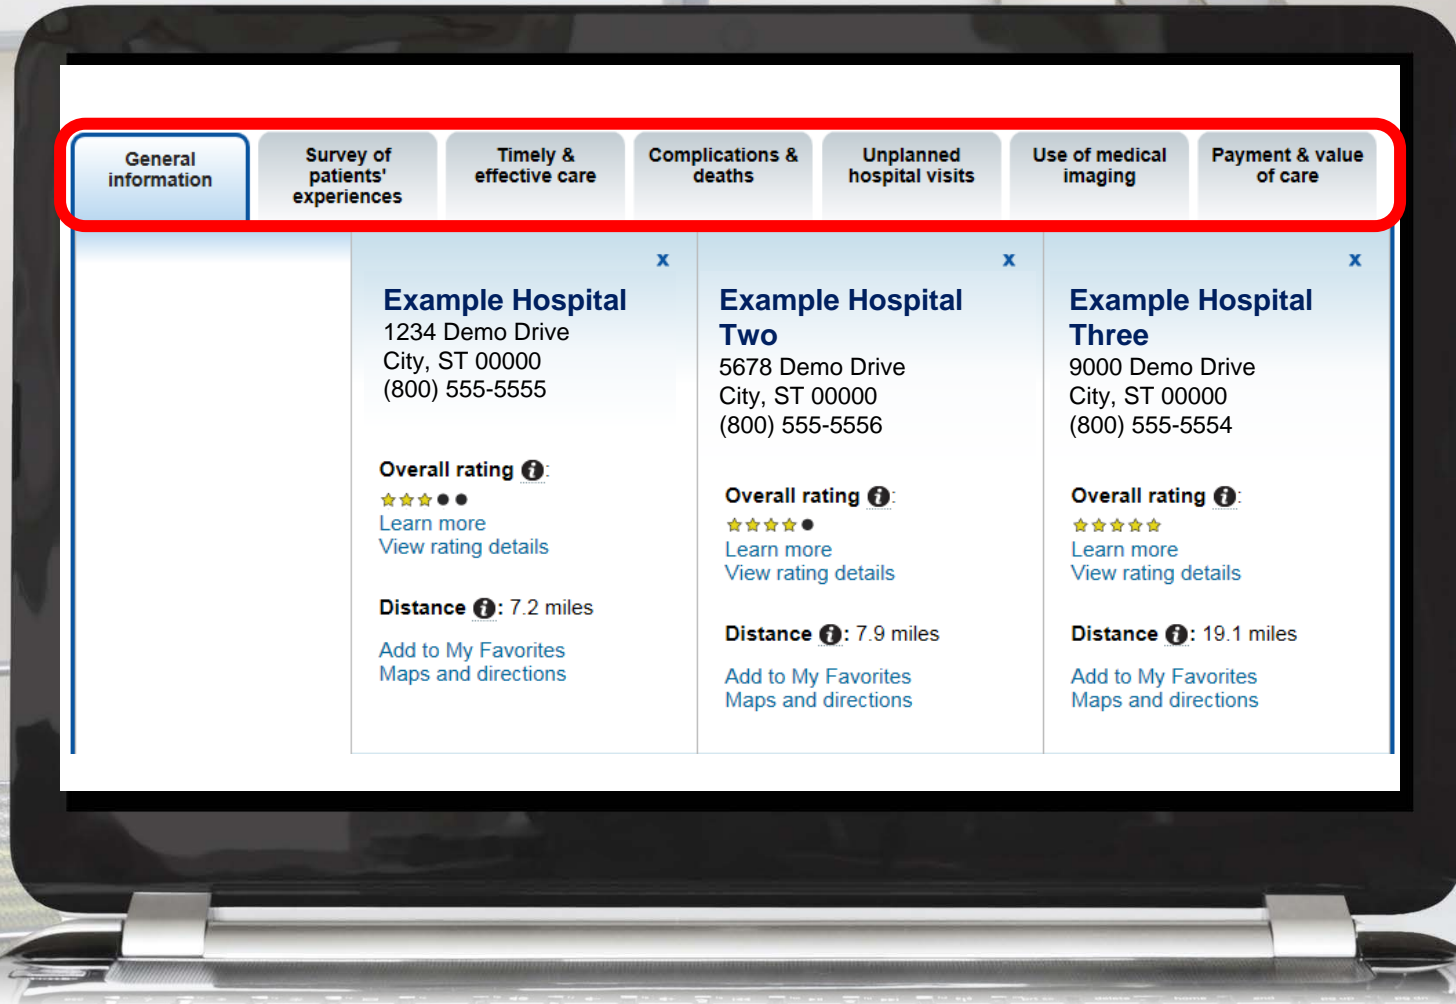 General
information
Survey of
patients'
experiences
Timely &
effective care
Complications &
deaths
Unplanned
hospital visits
Use of medical
imaging
Payment & value
of care
x
Example Hospital
1234 Demo Drive
City, ST 00000
(800) 555-5555
Overall rating i:
Learn more
View rating details
Distance i: 7.2 miles
Add to My Favorites
Maps and directions
x
Example Hospital
Two
5678 Demo Drive
City, ST 00000
(800) 555-5556
Overall rating i:
Learn more
View rating details
Distance i: 7.9 miles
Add to My Favorites
Maps and directions
x
Example Hospital
Three
9000 Demo Drive
City, ST 00000
(800) 555-5554
Overall rating i:
Learn more
View rating details
Distance i: 19.1 miles
Add to My Favorites
Maps and directions